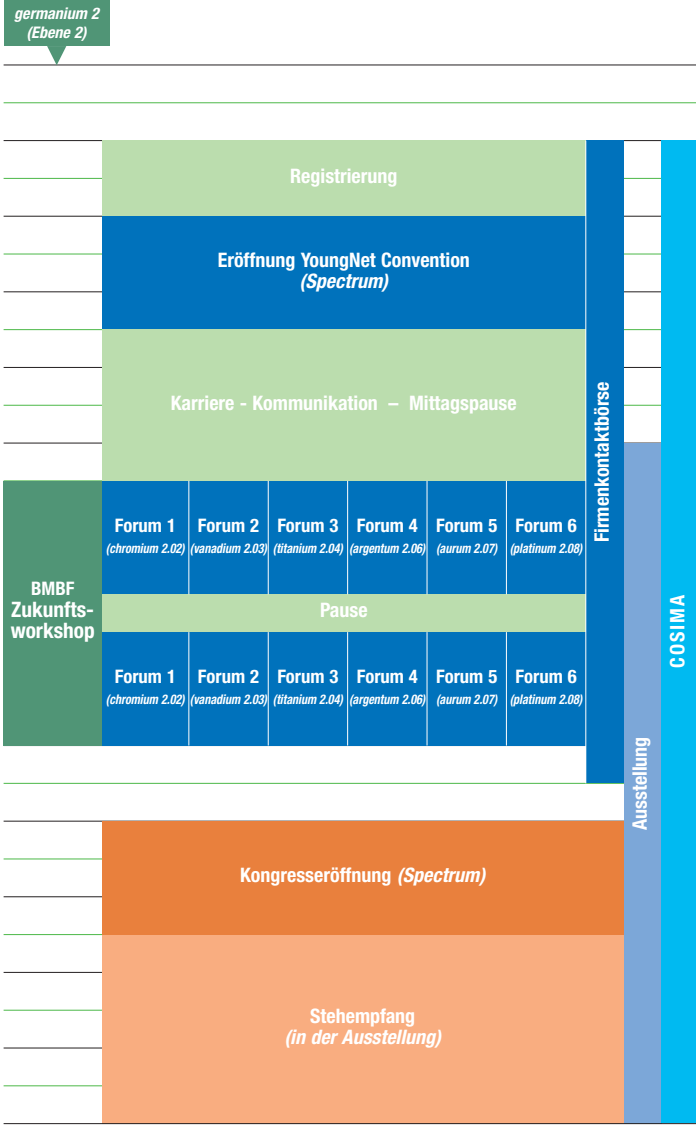 germanium 2
(Ebene 2)
Registrierung
Eröffnung YoungNet Convention
(Spectrum)
Karriere - Kommunikation – Mittagspause
Firmenkontaktbörse
BMBF
Zukunfts-
workshop
Forum 1
(chromium 2.02)
Forum 2
(vanadium 2.03)
Forum 3
(titanium 2.04)
Forum 4
(argentum 2.06)
Forum 5
(aurum 2.07)
Forum 6
(platinum 2.08)
Pause
Forum 1
(chromium 2.02)
Forum 2
(vanadium 2.03)
Forum 3
(titanium 2.04)
Forum 4
(argentum 2.06)
Forum 5
(aurum 2.07)
Forum 6
(platinum 2.08)
COSIMA
Ausstellung
Kongresseröffnung (Spectrum)
Stehempfang
(in der Ausstellung)